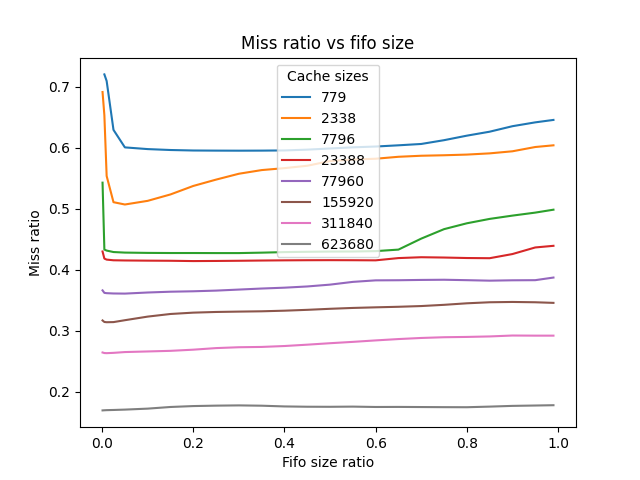 Miss ratio vs fifo size
Miss ratio
0.7
0.6
0.5
0.4
0.3
0.2
Cache sizes
779
2338
7796
23388
77960
155920
311840
623680
0.0 0.2 0.4 0.6 0.8 1.0
Fifo size ratio